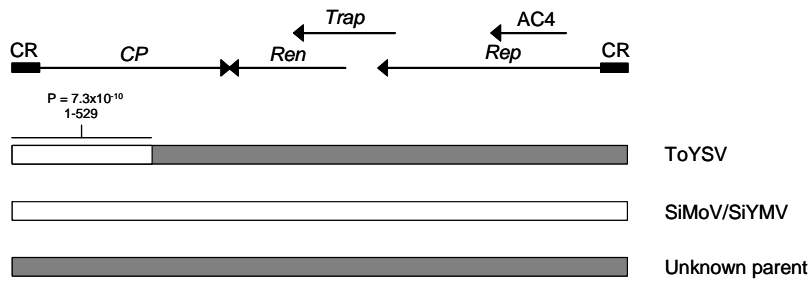 Trap
AC4
CR
CP
Ren
Rep
CR
P = 7.3x10⁻¹⁰
1-529
ToYSV
SiMoV/SiYMV
Unknown parent